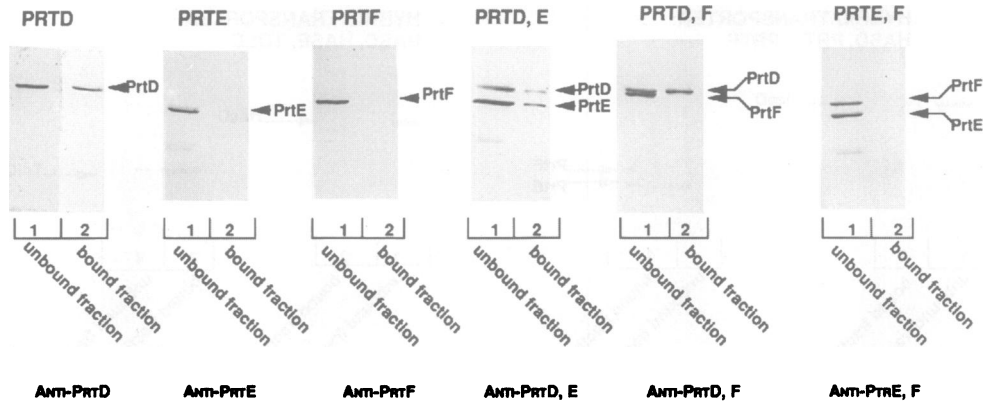 PRTD PRTE PRTF PRTD, E PRTD, F PRTE, F
PrtD
PrtE
PrtF
PrtD
PrtE
PrtD
PrtF
PrtF
PrtE
1 2 1 2 1 2 1 2 1 2 1 2
unbound fraction
bound fraction
unbound fraction
bound fraction
unbound fraction
bound fraction
unbound fraction
bound fraction
unbound fraction
bound fraction
unbound fraction
bound fraction
ANTI-PRTD ANTI-PRTE ANTI-PRTF ANTI-PRTD, E ANTI-PRTD, F ANTI-PTRE, F